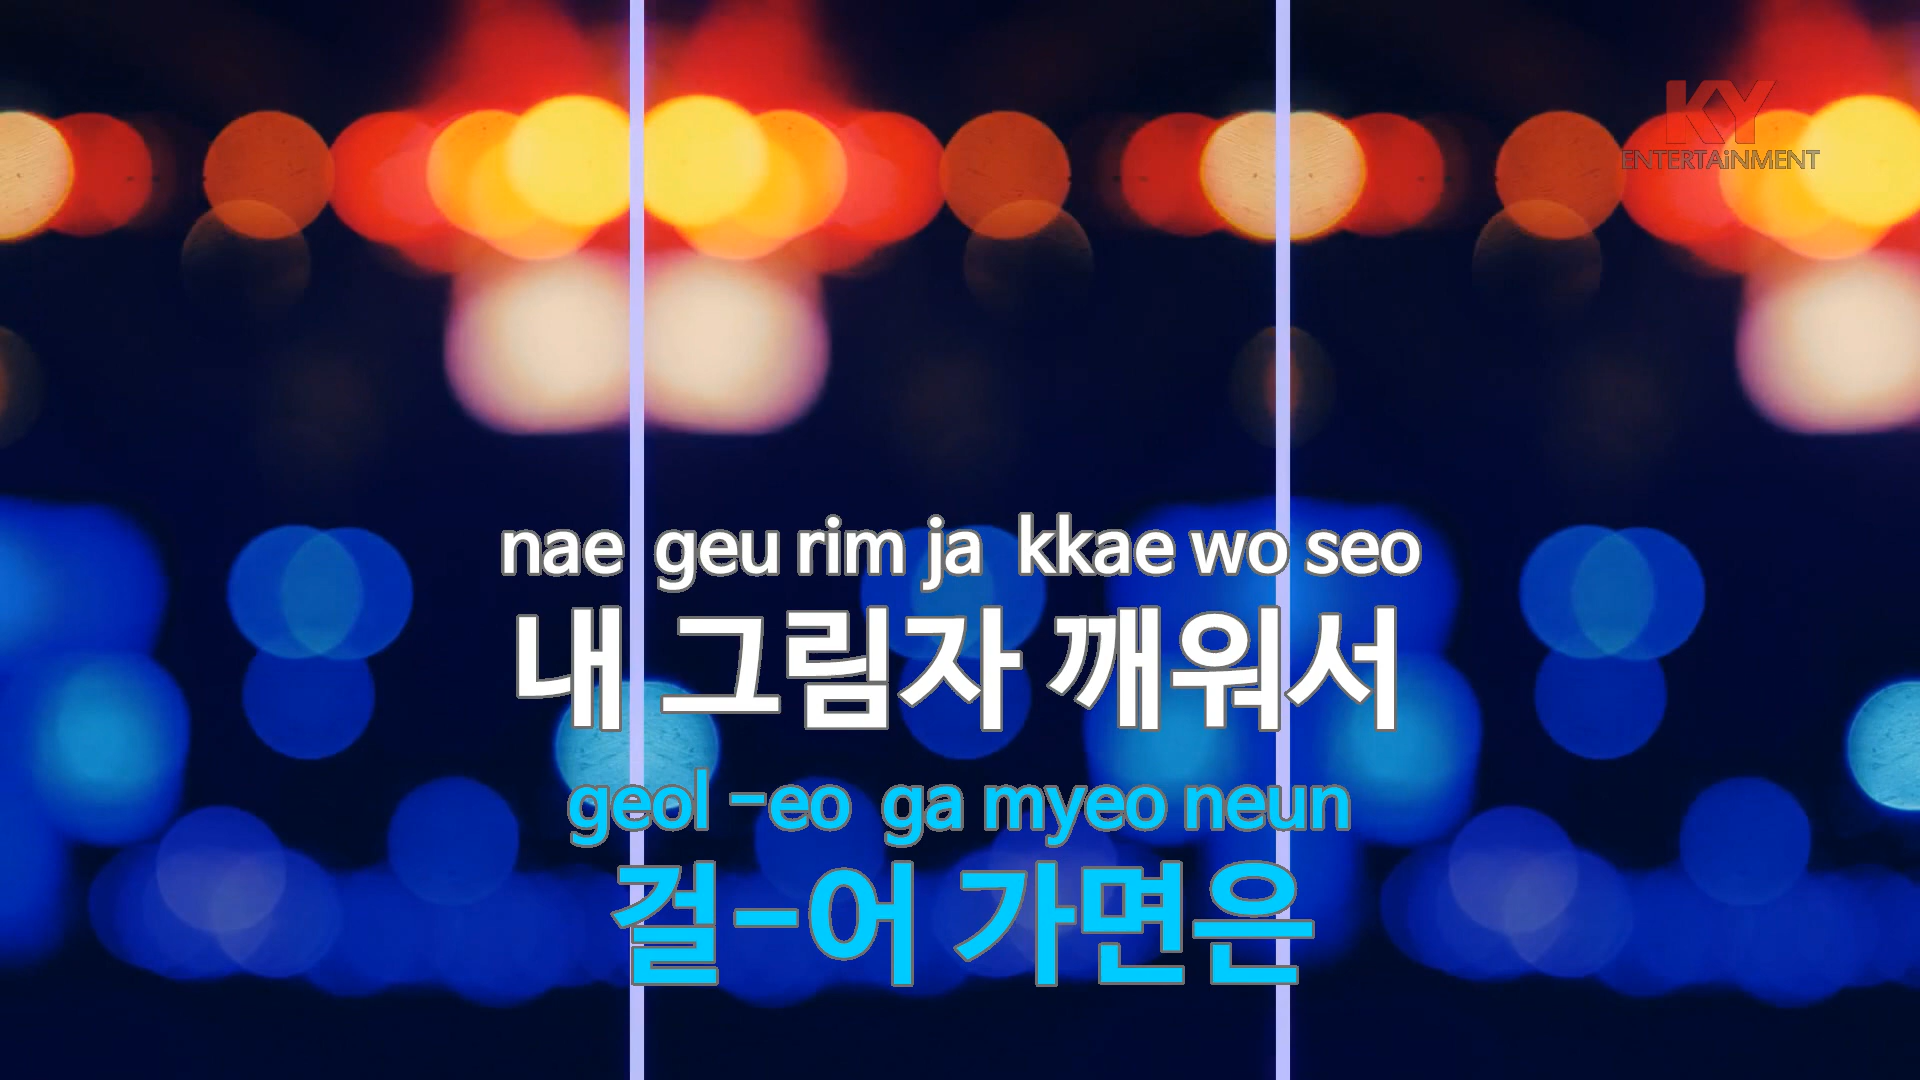 KY
ENTERTAiNMENT
nae geu rim ja kkae wo seo
내 그림자 깨워서
geol -eo ga myeo neun
걸-어 가면은